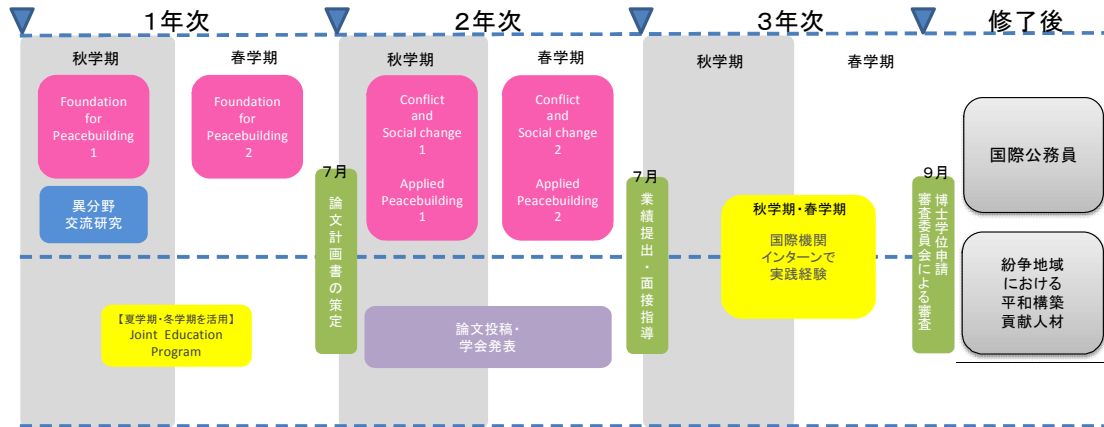 1年次
2年次
3年次
修了後
秋学期
春学期
秋学期
春学期
秋学期
春学期
Foundation
for
Peacebuilding
1
Foundation
for
Peacebuilding
2
異分野
交流研究
【夏学期・冬学期を活用】
Joint Education
Program
7月
論文計画書の策定
Conflict
and
Social change
1
Applied
Peacebuilding
1
Conflict
and
Social change
2
Applied
Peacebuilding
2
論文投稿・
学会発表
7月
業績提出・面接指導
秋学期・春学期
国際機関
インターンで
実践経験
9月
博士学位申請
審査委員会による審査
国際公務員
紛争地域
における
平和構築
貢献人材